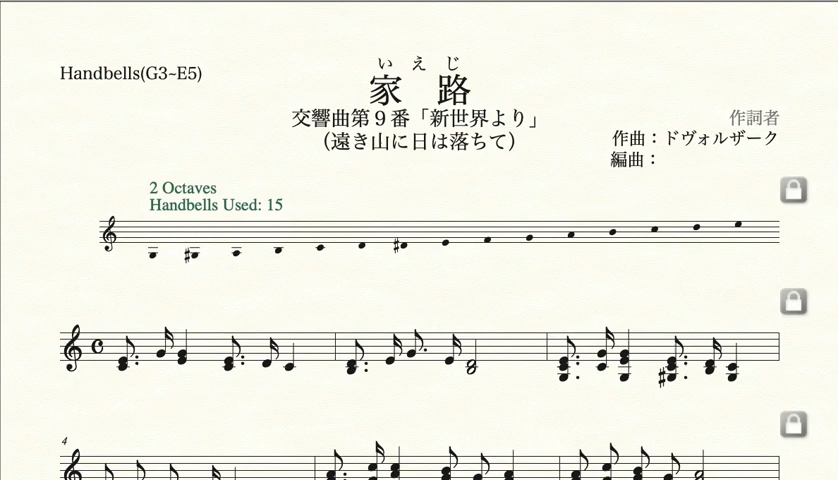 Handbells(G3~E5)
いえじ
家路
交響曲第９番「新世界より」
（遠き山に日は落ちて）
作詞者
作曲：ドヴォルザーク
編曲：
2 Octaves
Handbells Used: 15
4